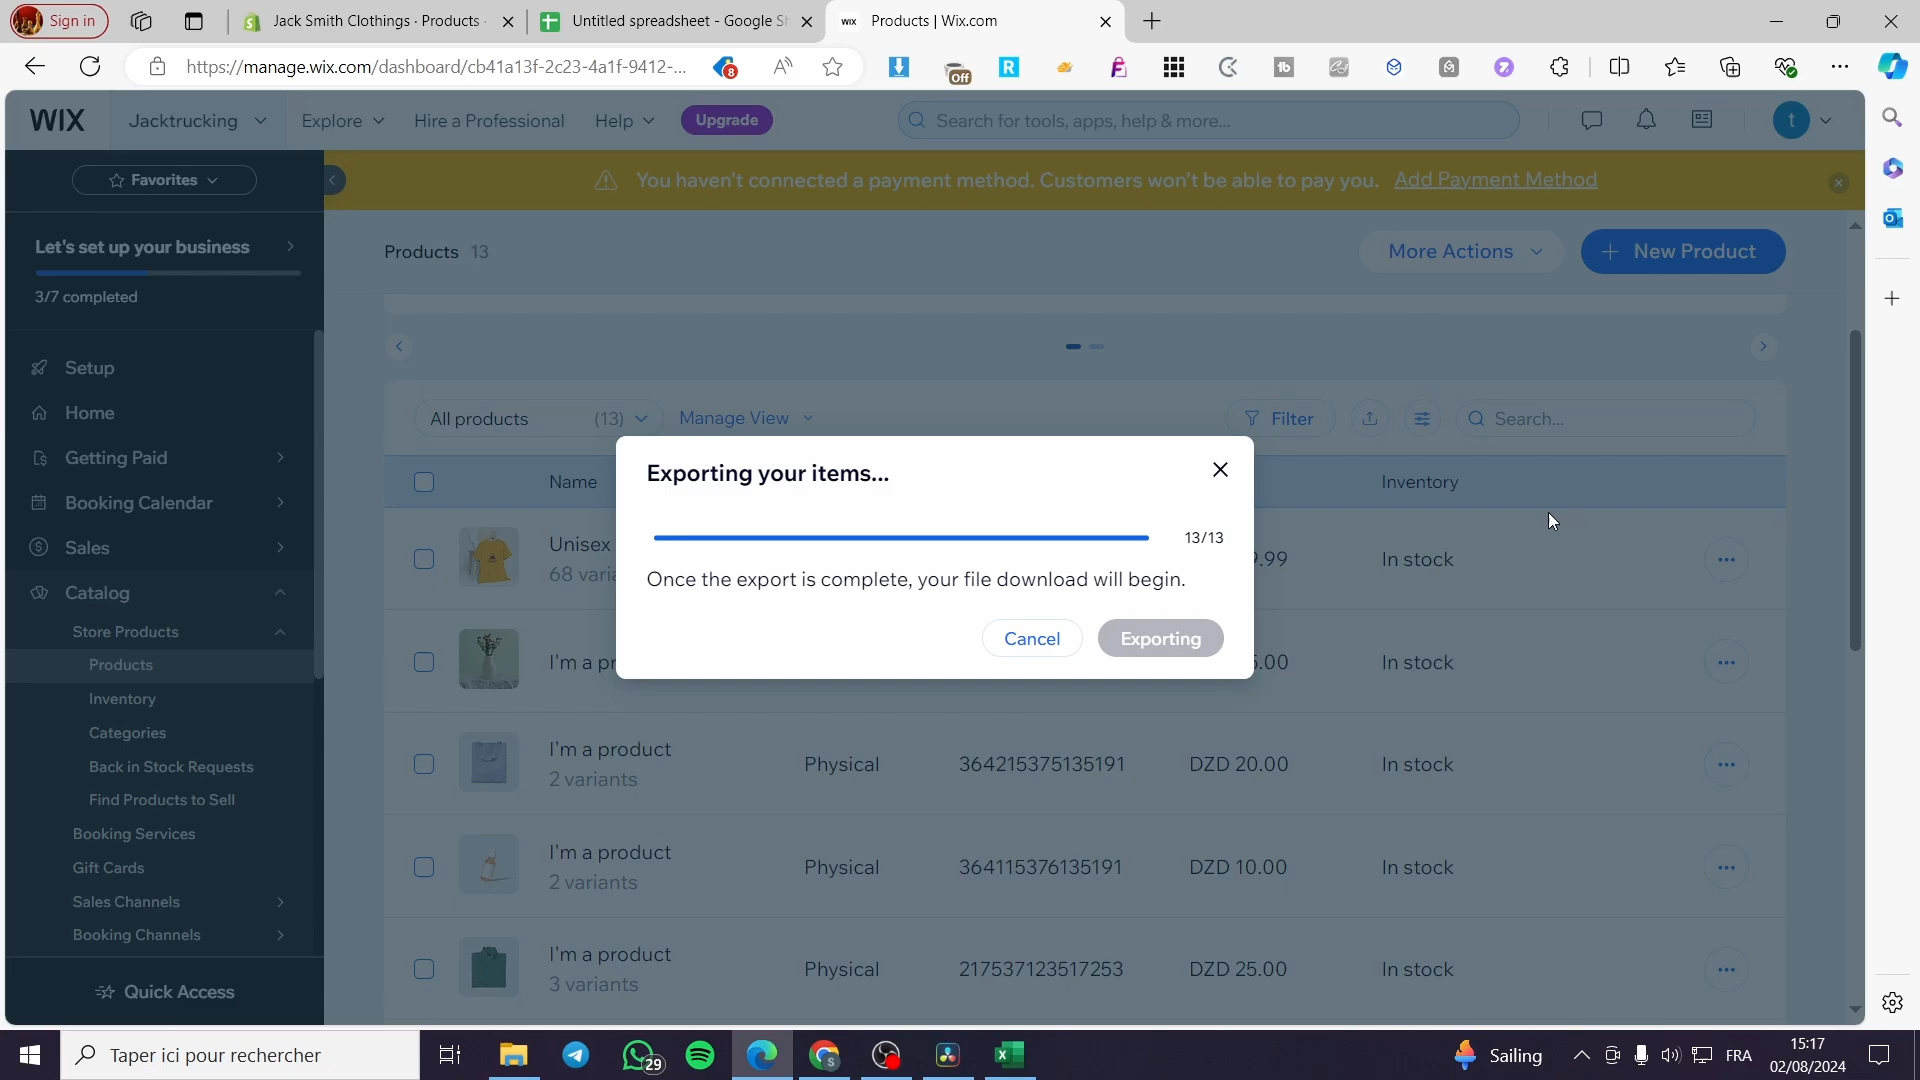 Sign in
Jack Smith Clothings · Products ·
Untitled spreadsheet - Google Sh
WIX Products | Wix.com
https://manage.wix.com/dashboard/cb41a13f-2c23-4a1f-9412-...
8
Off
WIX
Jacktrucking
Explore
Hire a Professional
Help
Upgrade
Search for tools, apps, help & more...
t
Favorites
You haven't connected a payment method. Customers won't be able to pay you. Add Payment Method
Let's set up your business
3/7 completed
Products 13
More Actions
+ New Product
Setup
Home
Getting Paid
Booking Calendar
Sales
Catalog
Store Products
Products
Inventory
Categories
Back in Stock Requests
Find Products to Sell
Booking Services
Gift Cards
Sales Channels
Booking Channels
Quick Access
All products (13)
Manage View
Filter
Search...
Name
Inventory
Exporting your items...
13/13
Once the export is complete, your file download will begin.
Cancel
Exporting
Unisex
68 varia
9.99
In stock
I'm a pr
5.00
In stock
I'm a product
2 variants
Physical
364215375135191
DZD 20.00
In stock
I'm a product
2 variants
Physical
364115376135191
DZD 10.00
In stock
I'm a product
3 variants
Physical
217537123517253
DZD 25.00
In stock
Taper ici pour rechercher
29
Sailing
FRA
15:17
02/08/2024